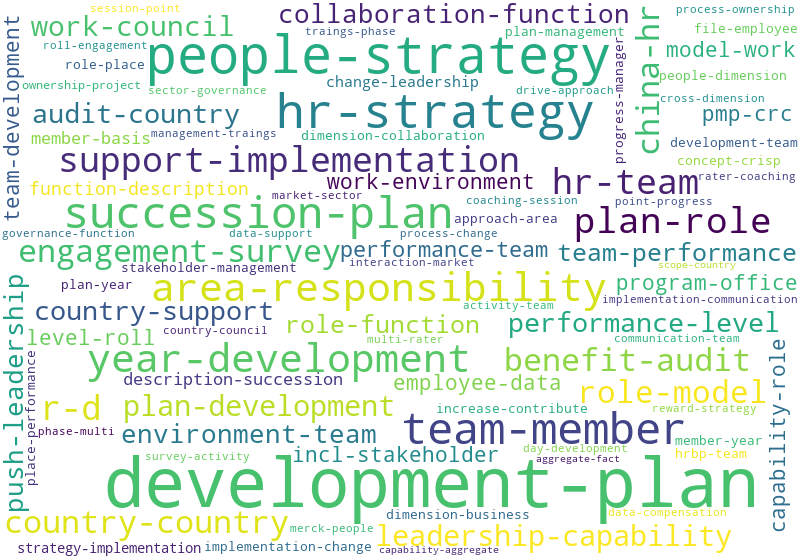 session-point
process-ownership
work-council
collaboration-function
file-employee
roll-engagement
traings-phase
plan-management
china-hr
role-place
people-strategy
model-work
team-development
ownership-project
change-leadership
people-dimension
sector-governance
drive-approach
progress-manager
hr-strategy
cross-dimension
audit-country
pmp-crc
member-basis
management-traings
dimension-collaboration
development-team
support-implementation
concept-crisp
function-description
work-environment
hr-team
rater-coaching
market-sector
coaching-session
point-progress
succession-plan
approach-area
plan-role
governance-function
data-support
process-change
engagement-survey
performance-team
team-performance
stakeholder-management
interaction-market
scope-country
plan-year
area-responsibility
program-office
implementation-communication
country-support
activity-team
push-leadership
level-roll
country-council
role-function
performance-level
multi-rater
communication-team
year-development
benefit-audit
place-performance
description-succession
employee-data
role-model
capability-role
r-d
plan-development
increase-contribute
reward-strategy
phase-multi
environment-team
team-member
member-year
survey-activity
incl-stakeholder
day-development
hrbp-team
aggregate-fact
development-plan
country-country
dimension-business
data-compensation
merck-people
leadership-capability
strategy-implementation
implementation-change
capability-aggregate